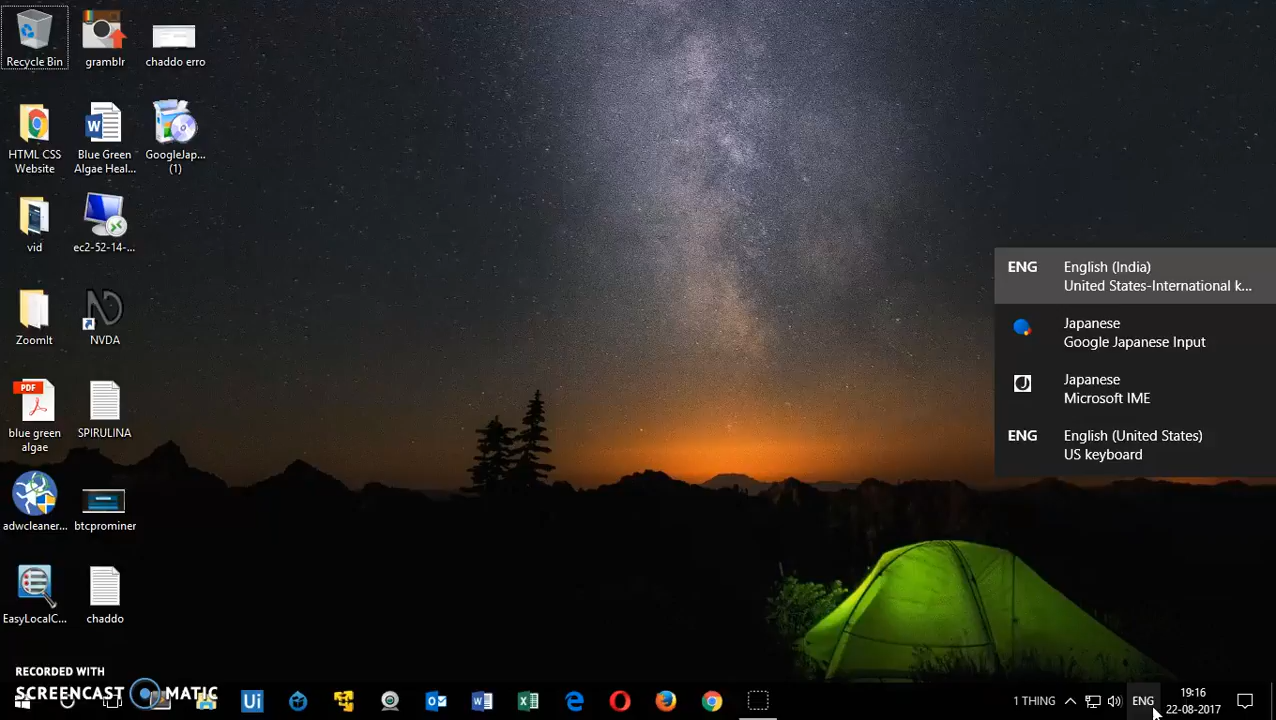 Recycle Bin
gramblr
chaddo erro
HTML CSS
Website
Blue Green
Algae Heal...
GoogleJap...
(1)
vid
ec2-52-14-...
ZoomIt
NVDA
PDF
blue green
algae
SPIRULINA
adwcleaner...
btcprominer
EasyLocalC...
chaddo
ENG
English (India)
United States-International k...
Japanese
Google Japanese Input
Japanese
Microsoft IME
ENG
English (United States)
US keyboard
RECORDED WITH
SCREENCAST MATIC
Ui
1 THING
ENG
19:16
22-08-2017